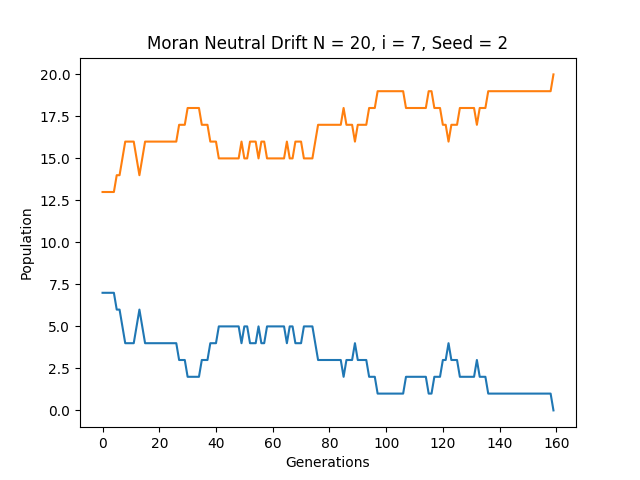 Moran Neutral Drift N = 20, i = 7, Seed = 2
20.0
17.5
15.0
12.5
10.0
7.5
5.0
2.5
0.0
Population
0 20 40 60 80 100 120 140 160
Generations